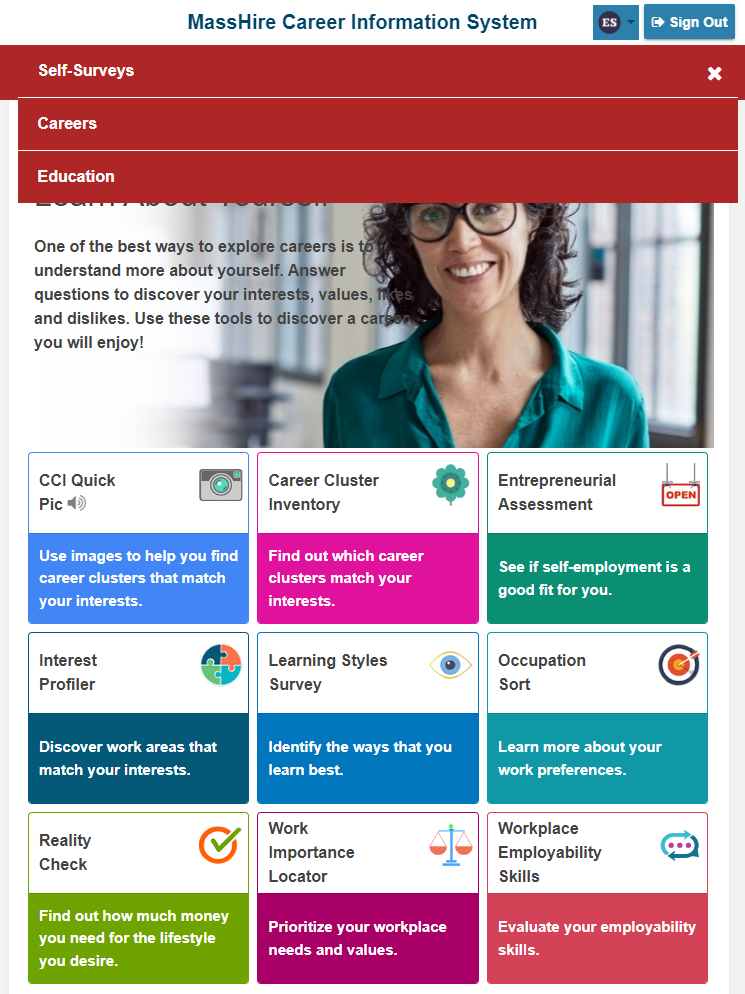 MassHire Career Information System
ES
Sign Out
Self-Surveys
Careers
Education
Learn About Yourself
One of the best ways to explore careers is to
understand more about yourself. Answer
questions to discover your interests, values, likes
and dislikes. Use these tools to discover a career
you will enjoy!
CCI Quick
Pic
Use images to help you find
career clusters that match
your interests.
Career Cluster
Inventory
Find out which career
clusters match your
interests.
Entrepreneurial
Assessment
OPEN
See if self-employment is a
good fit for you.
Interest
Profiler
Discover work areas that
match your interests.
Learning Styles
Survey
Identify the ways that you
learn best.
Occupation
Sort
Learn more about your
work preferences.
Reality
Check
Find out how much money
you need for the lifestyle
you desire.
Work
Importance
Locator
Prioritize your workplace
needs and values.
Workplace
Employability
Skills
Evaluate your employability
skills.